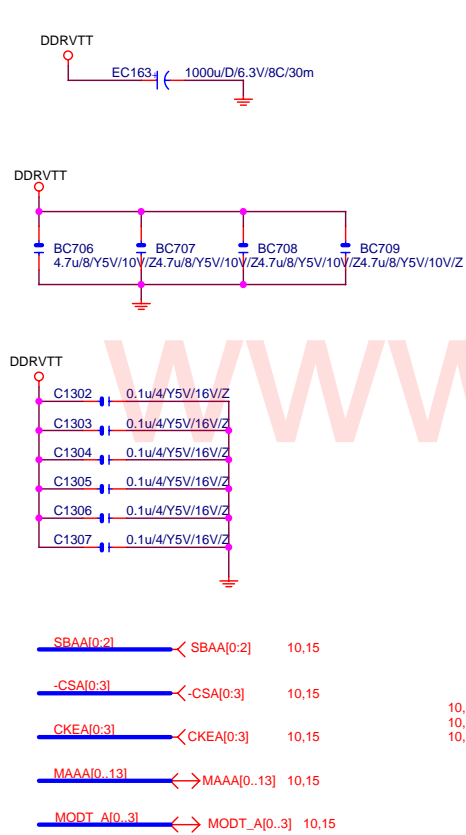 DDRVTT
EC163 + 1000u/D/6.3V/8C/30m
DDRVTT
BC706 BC707 BC708 BC709
4.7u/8/Y5V/10V/Z 4.7u/8/Y5V/10V/Z 4.7u/8/Y5V/10V/Z 4.7u/8/Y5V/10V/Z
WWW
DDRVTT
C1302 0.1u/4/Y5V/16V/Z
C1303 0.1u/4/Y5V/16V/Z
C1304 0.1u/4/Y5V/16V/Z
C1305 0.1u/4/Y5V/16V/Z
C1306 0.1u/4/Y5V/16V/Z
C1307 0.1u/4/Y5V/16V/Z
SBAA[0:2] SBAA[0:2] 10,15
-CSA[0:3] -CSA[0:3] 10,15
10,
10,
CKEA[0:3] CKEA[0:3] 10,15 10,
MAAA[0..13] MAAA[0..13] 10,15
MODT_A[0..3] MODT_A[0..3] 10,15